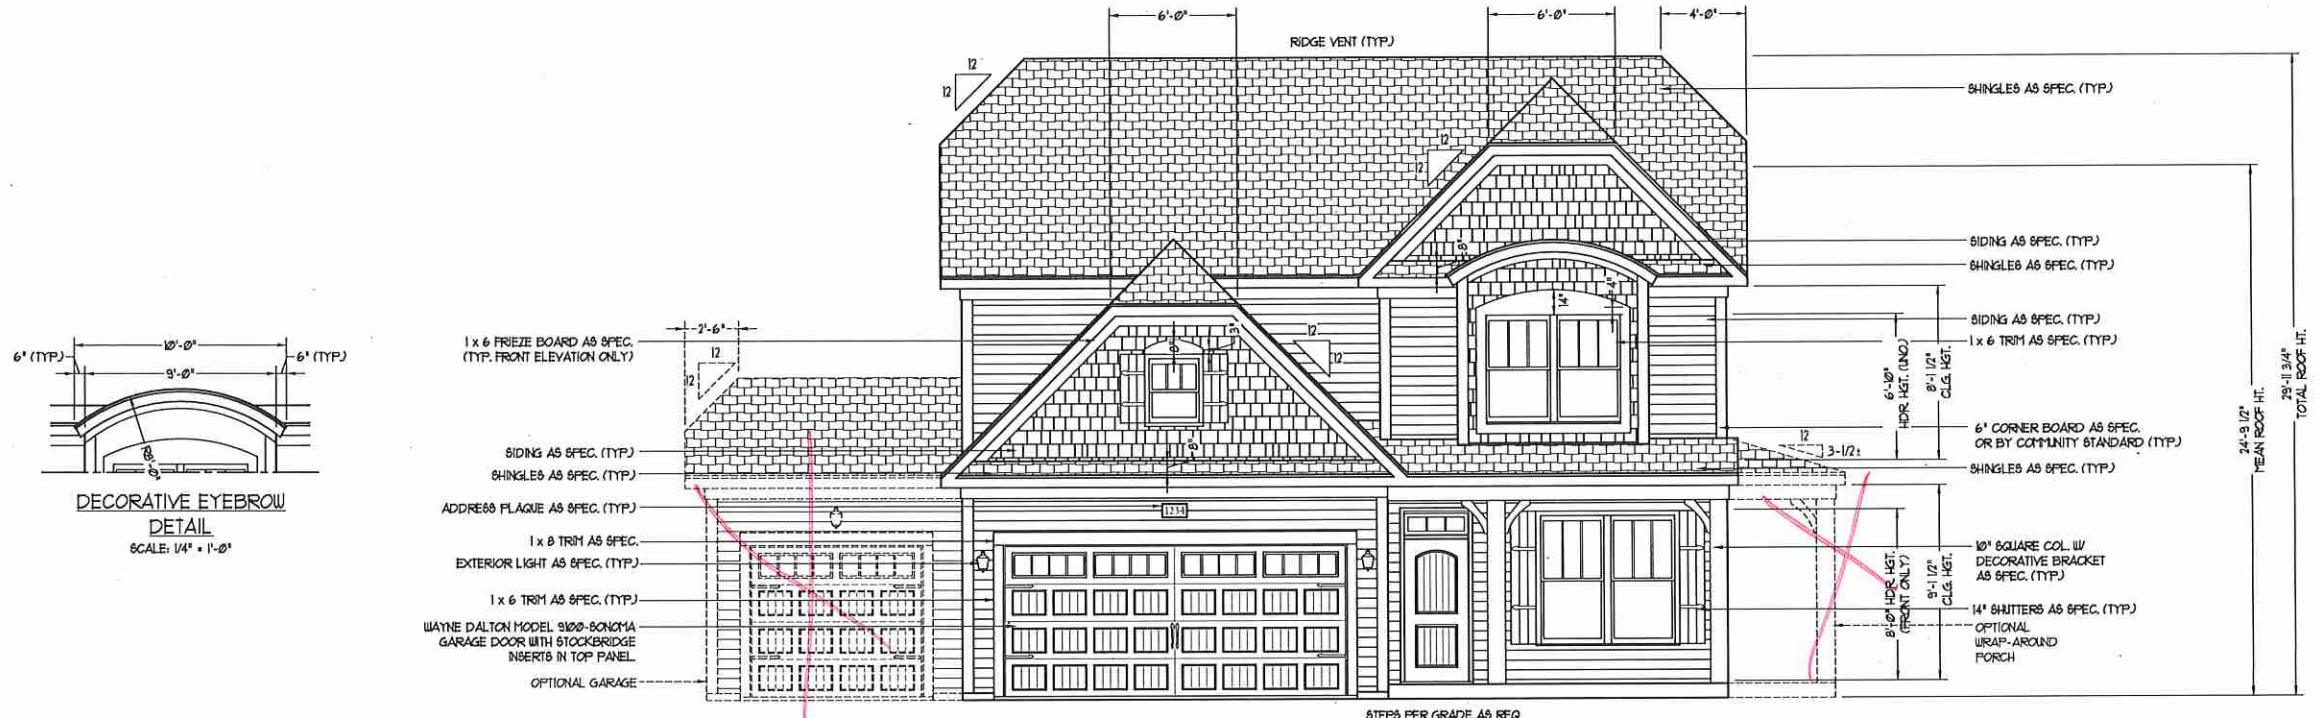 6'-0"
6'-0"
4'-0"
RIDGE VENT (TYP.)
12
12
SHINGLES AS SPEC. (TYP.)
12
12
SIDING AS SPEC. (TYP.)
SHINGLES AS SPEC. (TYP.)
8"
4"
14"
SIDING AS SPEC. (TYP.)
1 x 6 TRIM AS SPEC. (TYP.)
6'-10"
HDR. HGT. (UNO)
8'-1 1/2"
CLG. HGT.
24'-9 1/2"
MEAN ROOF HT.
29'-11 3/4"
TOTAL ROOF HT.
10'-0"
6" (TYP.)
6" (TYP.)
9'-0"
DECORATIVE EYEBROW
DETAIL
SCALE: 1/4" = 1'-0"
2'-6"
12
12
1 x 6 FRIEZE BOARD AS SPEC.
(TYP. FRONT ELEVATION ONLY)
8"
3"
12
12
8"
6" CORNER BOARD AS SPEC.
OR BY COMMUNITY STANDARD (TYP.)
12
3-1/2±
SHINGLES AS SPEC. (TYP.)
SIDING AS SPEC. (TYP.)
SHINGLES AS SPEC. (TYP.)
ADDRESS PLAQUE AS SPEC. (TYP.)
1234
1 x 8 TRIM AS SPEC.
EXTERIOR LIGHT AS SPEC. (TYP.)
1 x 6 TRIM AS SPEC. (TYP.)
WAYNE DALTON MODEL 9100-SONOMA
GARAGE DOOR WITH STOCKBRIDGE
INSERTS IN TOP PANEL.
OPTIONAL GARAGE
8'-0" HDR. HGT.
(FRONT ONLY)
9'-1 1/2"
CLG. HGT.
10" SQUARE COL. W/
DECORATIVE BRACKET
AS SPEC. (TYP.)
14" SHUTTERS AS SPEC. (TYP.)
OPTIONAL
WRAP-AROUND
PORCH
STEPS PER GRADE AS REQ.